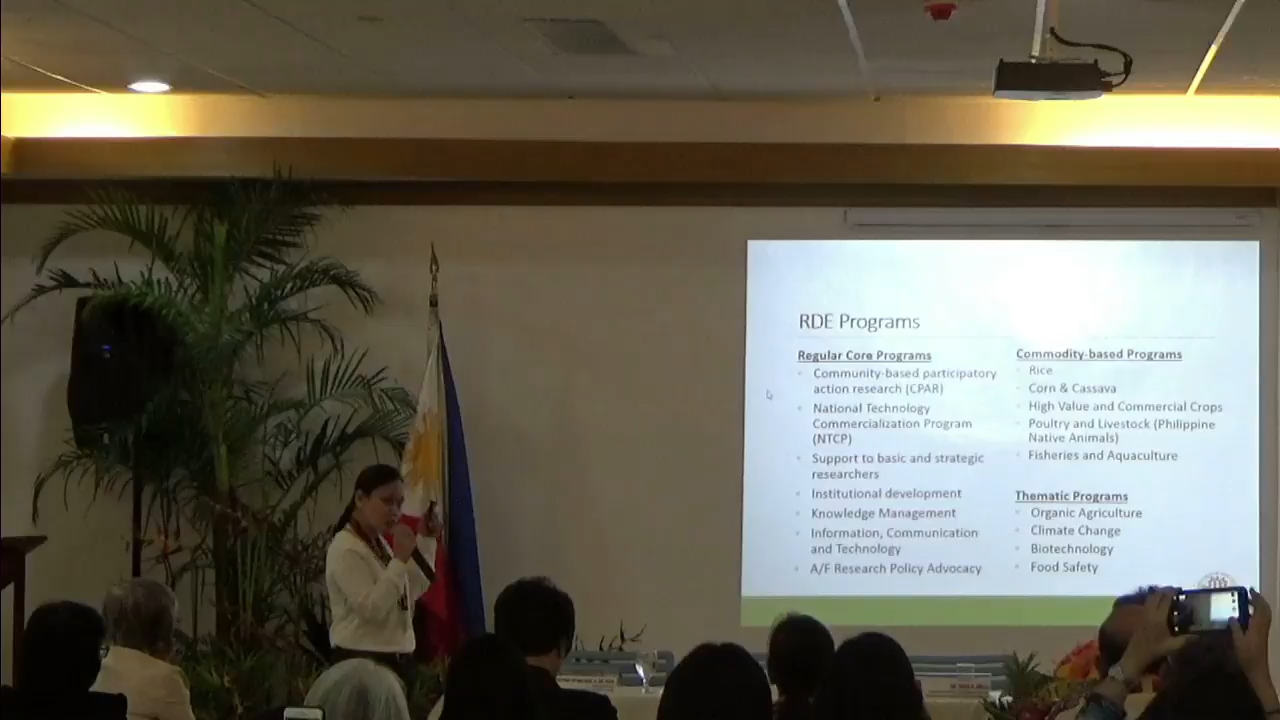 RDE Programs
Regular Core Programs
Community-based participatory
action research (CPAR)
National Technology
Commercialization Program
(NTCP)
Support to basic and strategic
researchers
Institutional development
Knowledge Management
Information, Communication
and Technology
A/F Research Policy Advocacy
Commodity-based Programs
Rice
Corn & Cassava
High Value and Commercial Crops
Poultry and Livestock (Philippine
Native Animals)
Fisheries and Aquaculture
Thematic Programs
Organic Agriculture
Climate Change
Biotechnology
Food Safety